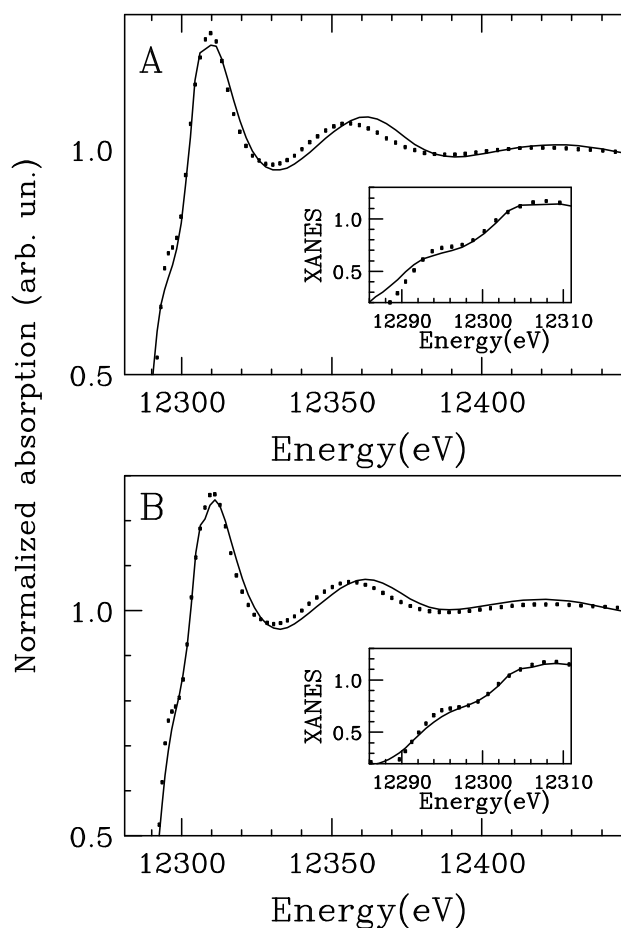 Normalized absorption (arb. un.)
A
1.0
0.5
12300 12350 12400
Energy(eV)
XANES
1.0
0.5
12290 12300 12310
Energy(eV)
B
1.0
0.5
12300 12350 12400
Energy(eV)
XANES
1.0
0.5
12290 12300 12310
Energy(eV)